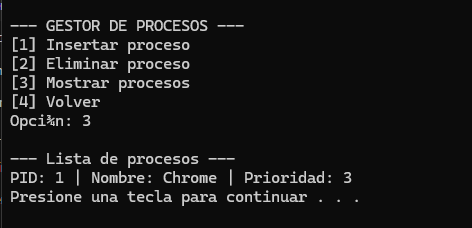 --- GESTOR DE PROCESOS ---
[1] Insertar proceso
[2] Eliminar proceso
[3] Mostrar procesos
[4] Volver
Opci¾n: 3
--- Lista de procesos ---
PID: 1 | Nombre: Chrome | Prioridad: 3
Presione una tecla para continuar . . .